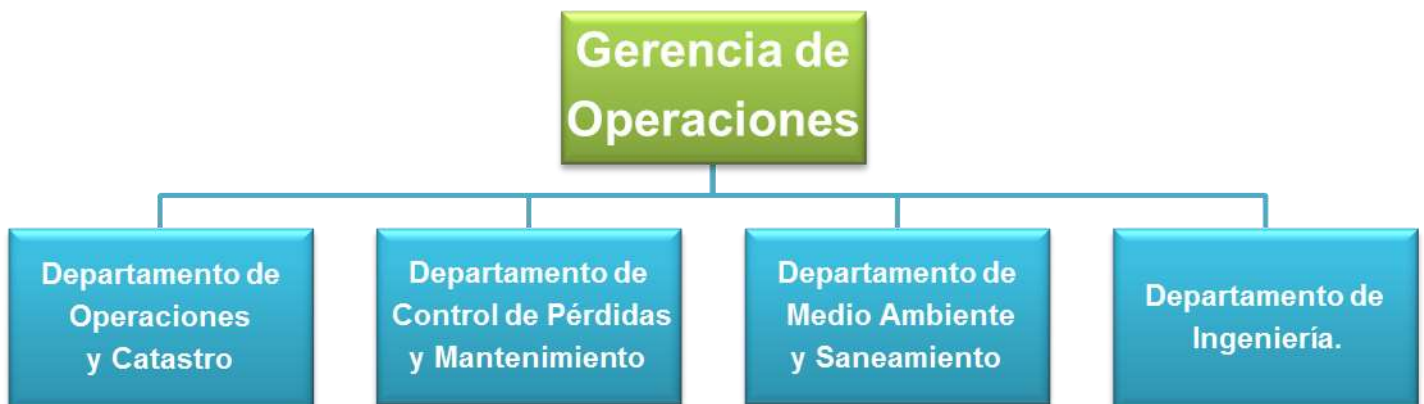 Gerencia de
Operaciones
Departamento de
Operaciones
y Catastro
Departamento de
Control de Pérdidas
y Mantenimiento
Departamento de
Medio Ambiente
y Saneamiento
Departamento de
Ingeniería.